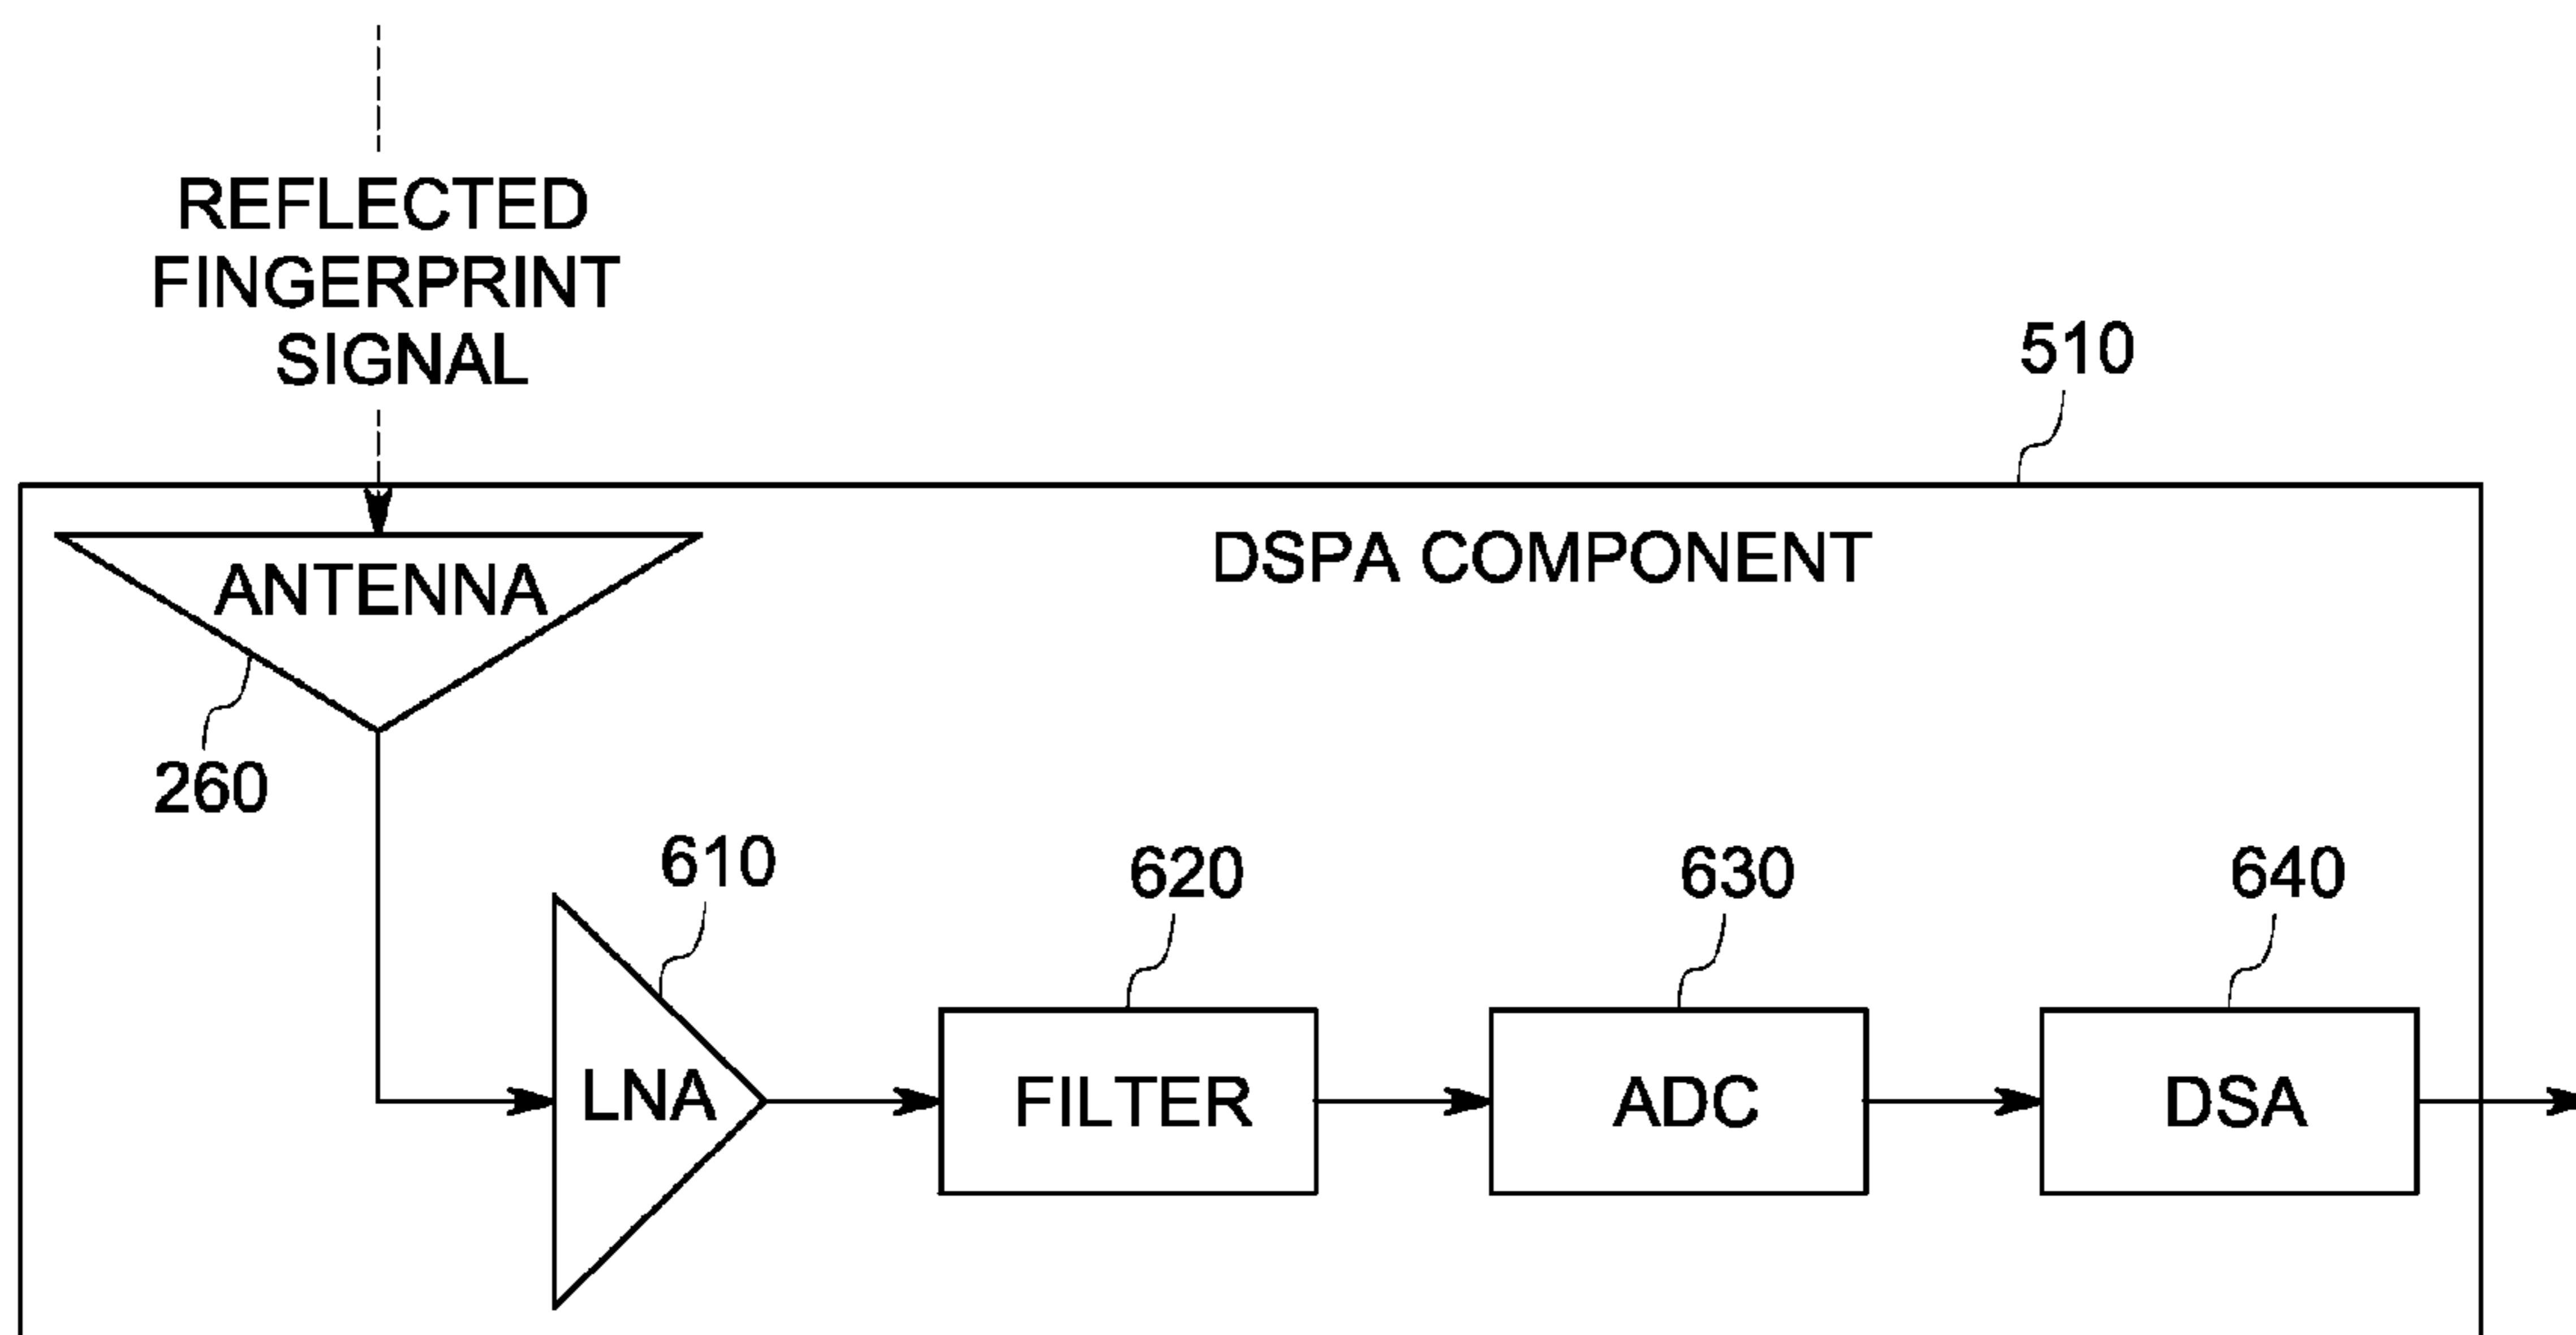 REFLECTED
FINGERPRINT
SIGNAL
510
DSPA COMPONENT
ANTENNA
260
610
620
630
640
LNA
FILTER
ADC
DSA